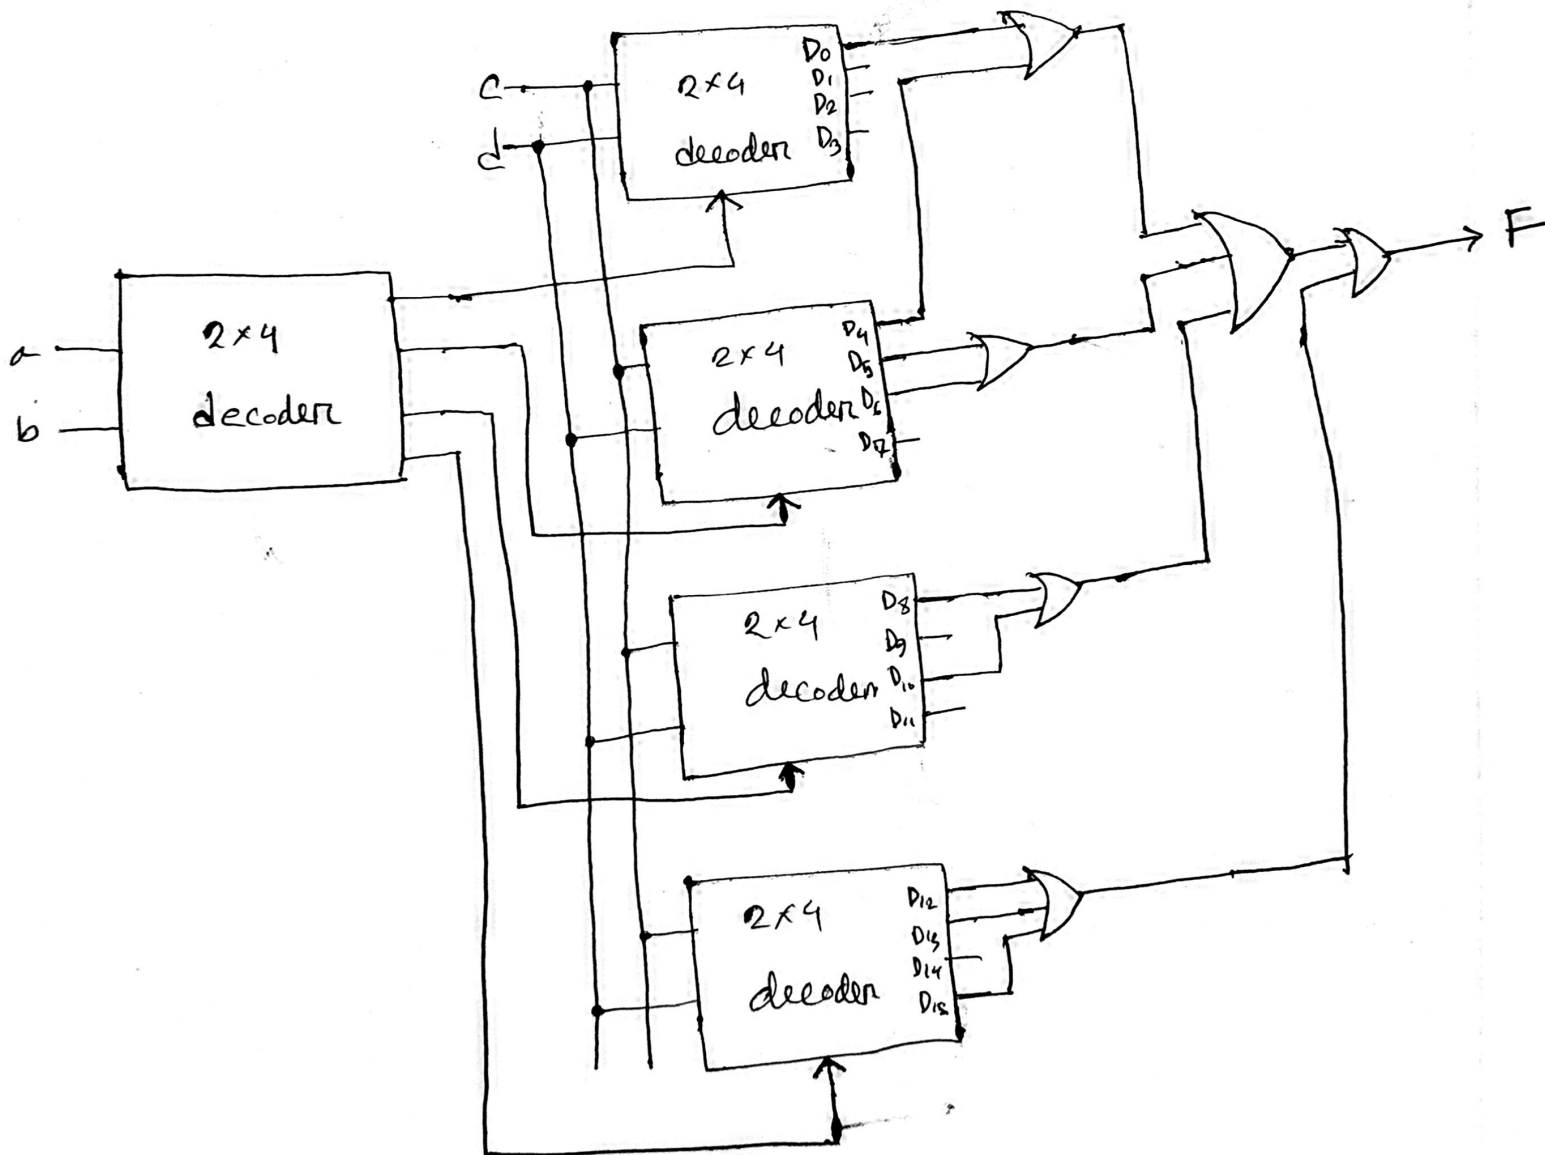 c
d
2×4
decoder
D0
D1
D2
D3
a
b
2×4
decoder
2×4
decoder
D4
D5
D6
D7
2×4
decoder
D8
D9
D10
D11
2×4
decoder
D12
D13
D14
D15
F